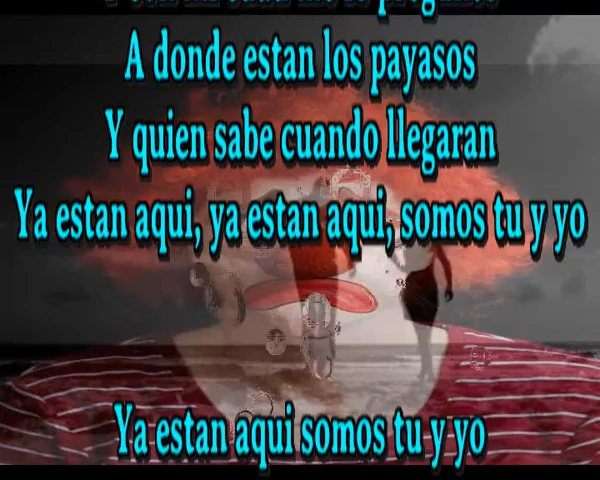 A donde estan los payasos
Y quien sabe cuando llegaran
Ya estan aqui, ya estan aqui, somos tu y yo
Ya estan aqui somos tu y yo